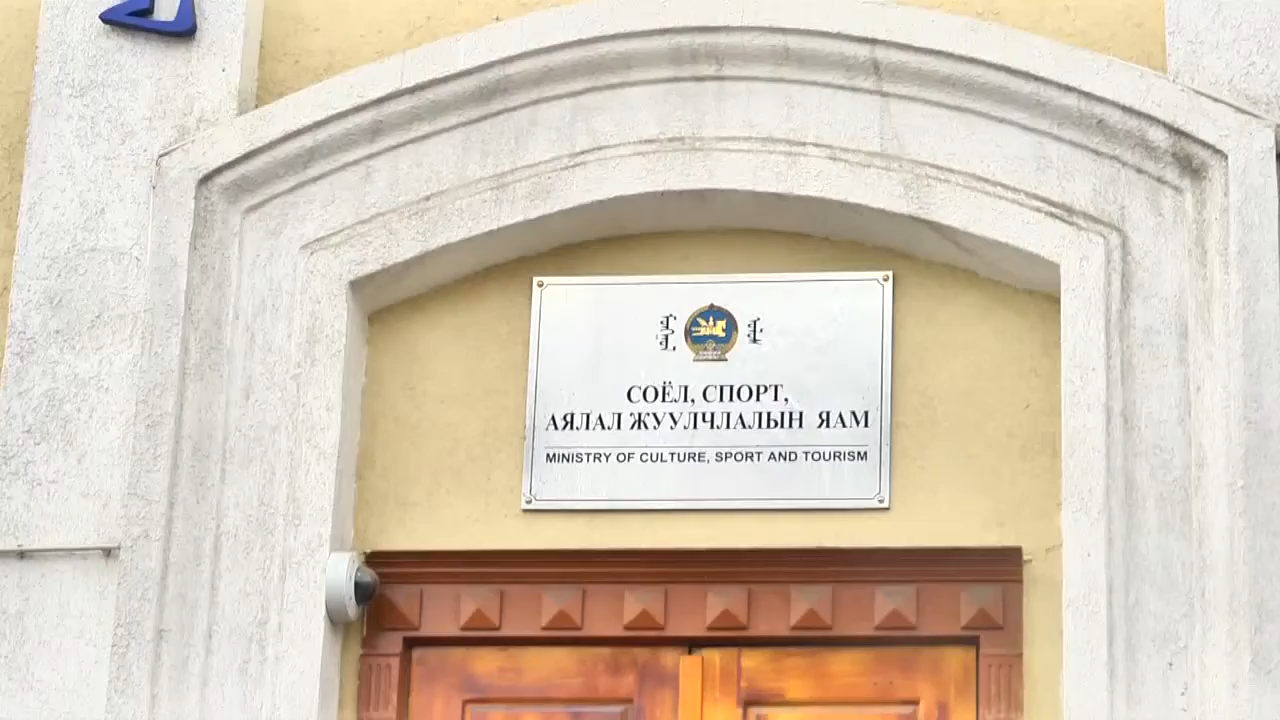 СОЁЛ, СПОРТ,
АЯЛАЛ ЖУУЛЧЛАЛЫН ЯАМ
MINISTRY OF CULTURE, SPORT AND TOURISM